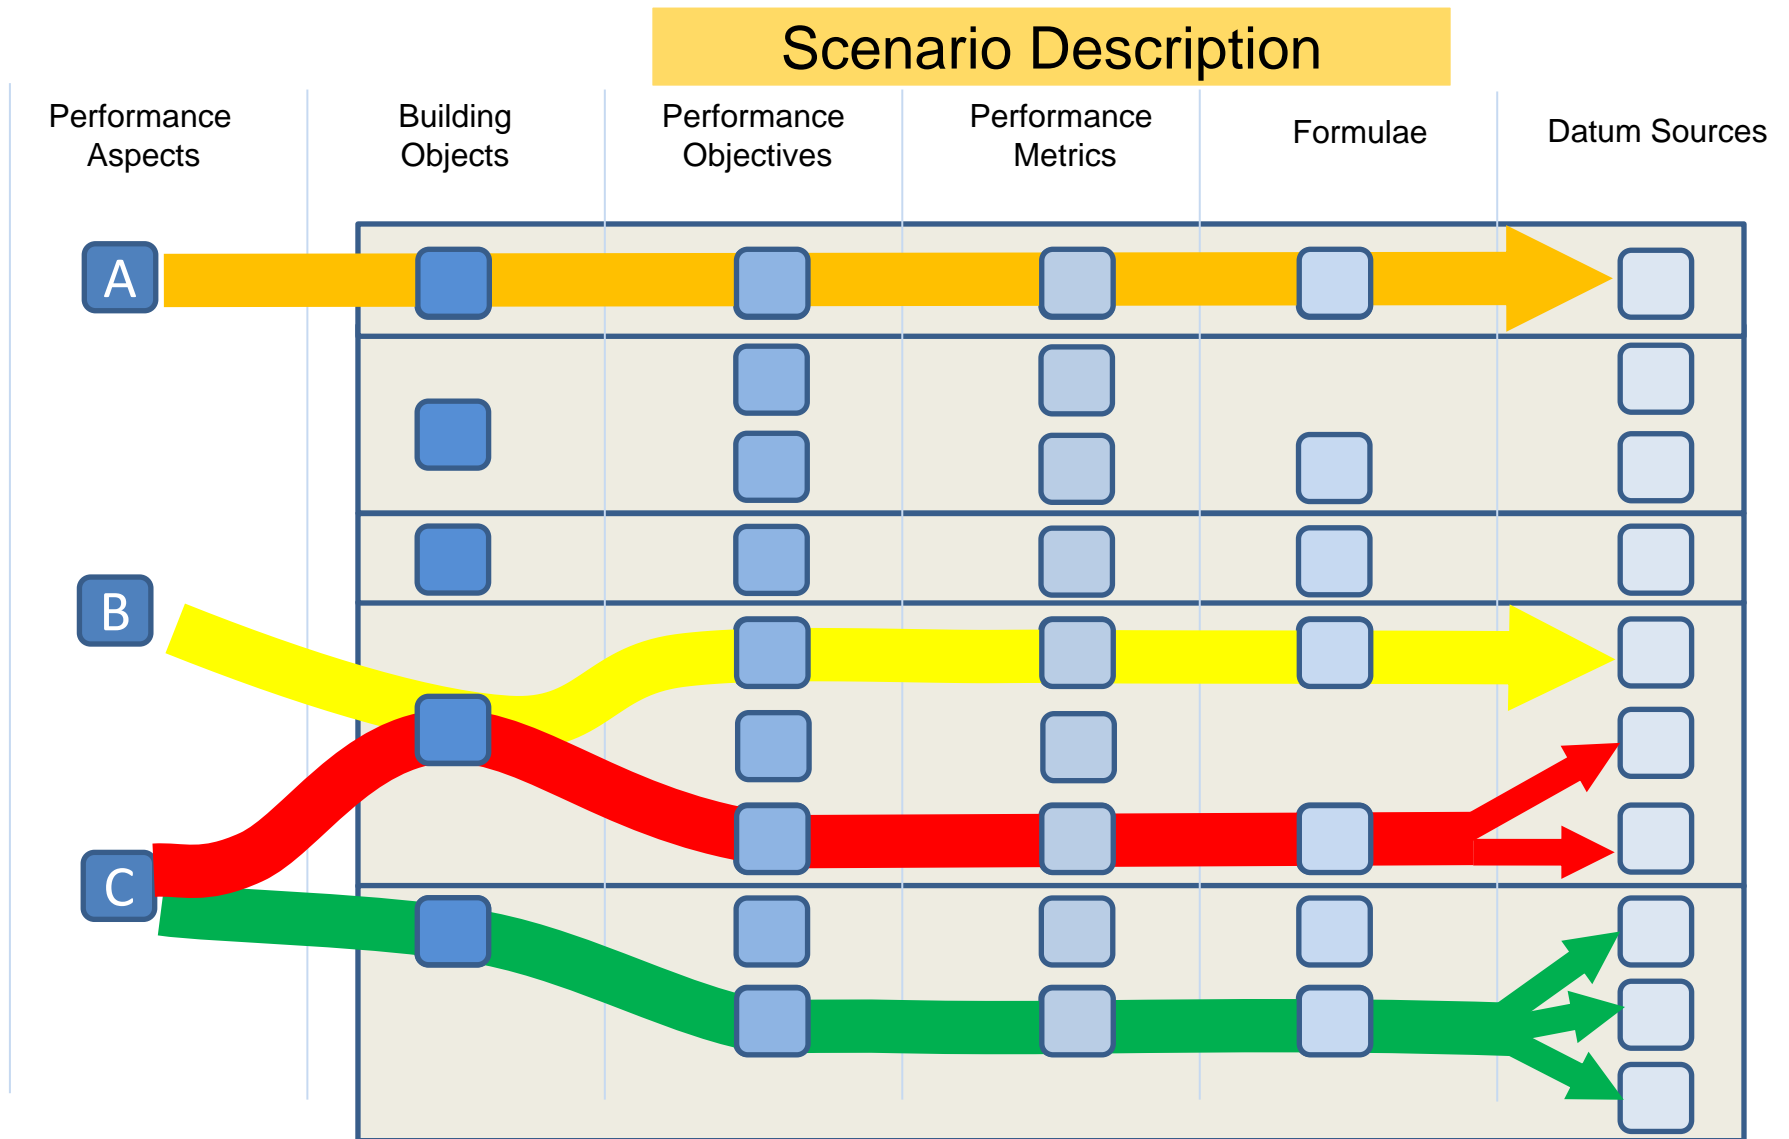 Scenario Description
Performance
Aspects
Building
Objects
Performance
Objectives
Performance
Metrics
Formulae
Datum Sources
A
B
C